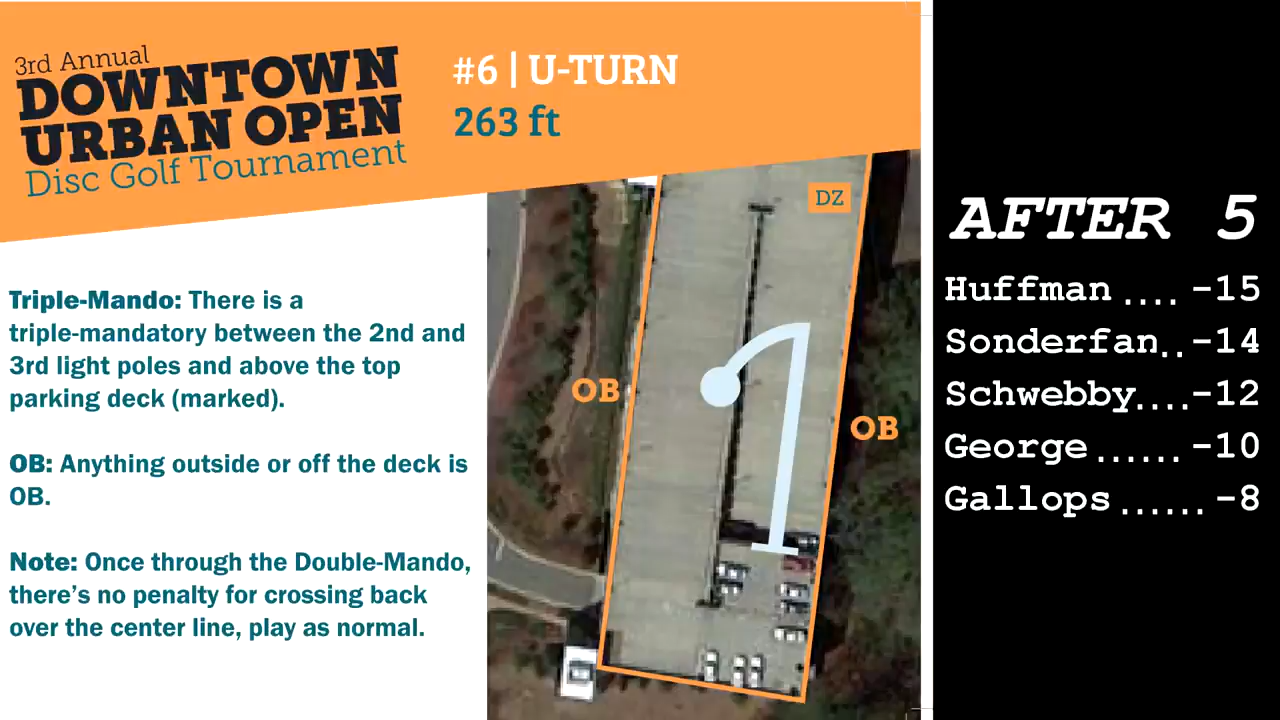 3rd Annual
DOWNTOWN
URBAN OPEN
Disc Golf Tournament
#6 | U-TURN
263 ft
Triple-Mando: There is a
triple-mandatory between the 2nd and
3rd light poles and above the top
parking deck (marked).
OB: Anything outside or off the deck is
OB.
Note: Once through the Double-Mando,
there's no penalty for crossing back
over the center line, play as normal.
DZ
OB
OB
AFTER 5
Huffman .... -15
Sonderfan.. -14
Schwebby.... -12
George ...... -10
Gallops ...... -8